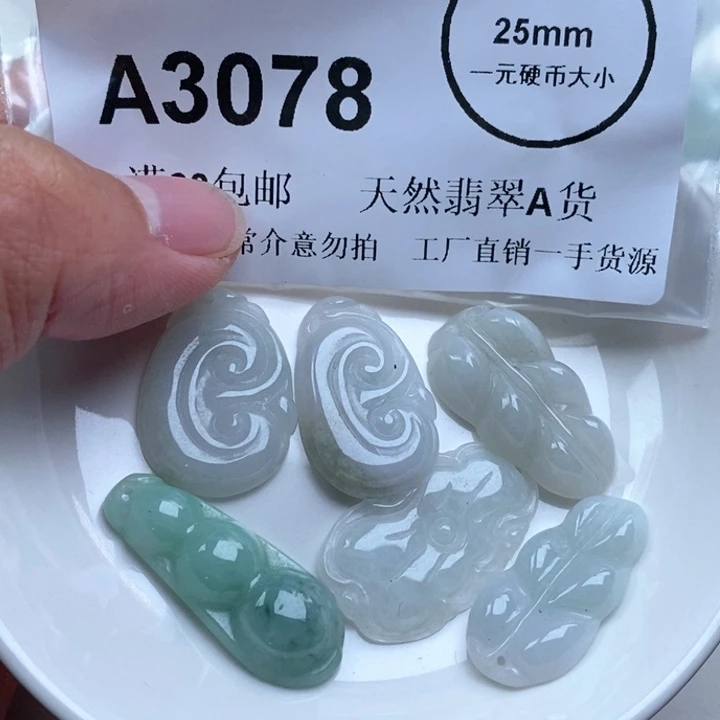 25mm
一元硬币大小
A3078
包邮 天然翡翠A货
常介意勿拍 工厂直销一手货源